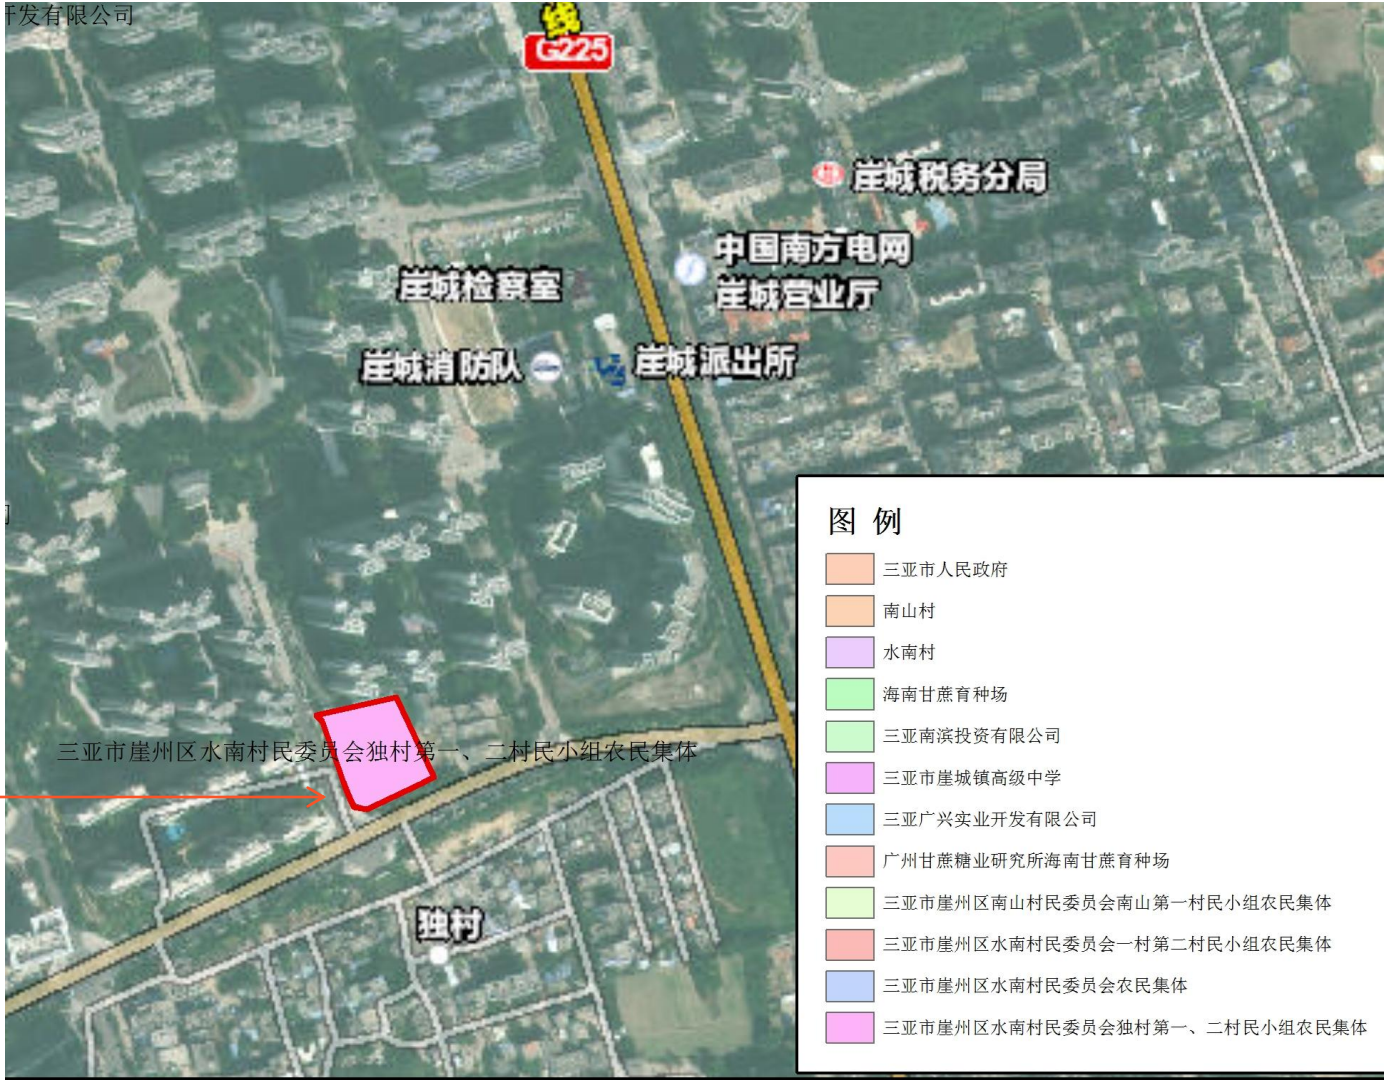 开发有限公司
线
G225
崖城税务分局
中国南方电网
崖城营业厅
崖城检察室
崖城消防队
崖城派出所
三亚市崖州区水南村民委员会独村第一、二村民小组农民集体
独村
图 例
三亚市人民政府
南山村
水南村
海南甘蔗育种场
三亚南滨投资有限公司
三亚市崖城镇高级中学
三亚广兴实业开发有限公司
广州甘蔗糖业研究所海南甘蔗育种场
三亚市崖州区南山村民委员会南山第一村民小组农民集体
三亚市崖州区水南村民委员会一村第二村民小组农民集体
三亚市崖州区水南村民委员会农民集体
三亚市崖州区水南村民委员会独村第一、二村民小组农民集体